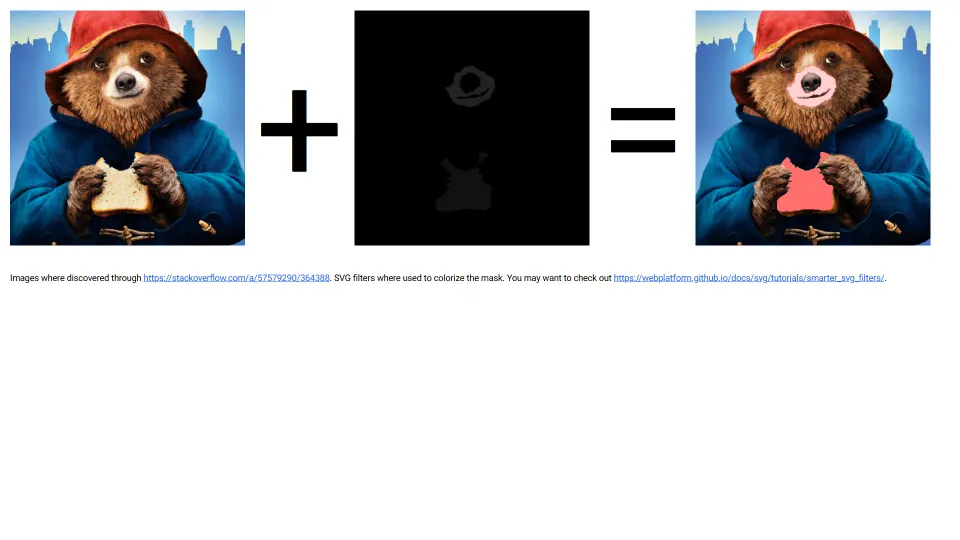 + =
Images where discovered through https://stackoverflow.com/a/57579290/364388. SVG filters where used to colorize the mask. You may want to check out https://webplatform.github.io/docs/svg/tutorials/smarter_svg_filters/.